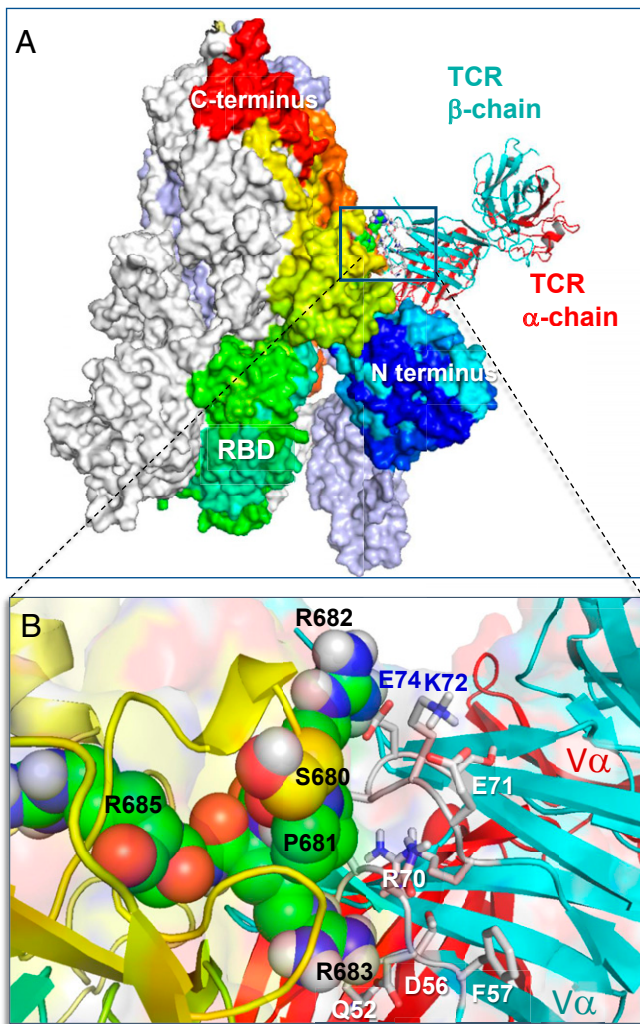 A
C-terminus
TCR
β-chain
TCR
α-chain
N terminus
RBD
B
R682
E74
K72
Vα
S680
E71
R685
P681
R70
R683
D56
F57
Q52
Vα